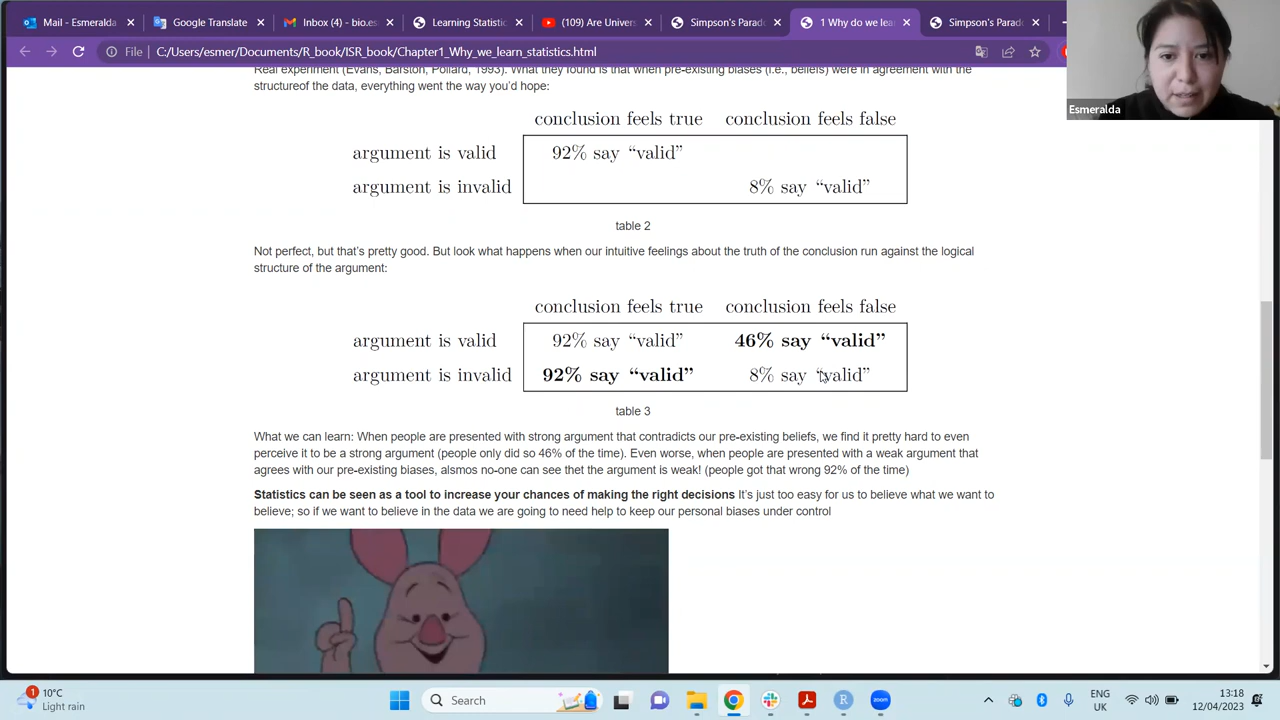 Mail - Esmeralda
Google Translate
Inbox (4) - bio.es
Learning Statistic
(109) Are Univer
Simpson's Parad
1 Why do we lea
Simpson's Parad
File
C:/Users/esmer/Documents/R_book/ISR_book/Chapter1_Why_we_learn_statistics.html
Real experiment (Evans, Barston, Pollard, 1993). What they found is that when pre-existing biases (i.e., beliefs) were in agreement with the
structureof the data, everything went the way you'd hope:
conclusion feels true conclusion feels false
argument is valid 92% say “valid”
argument is invalid 8% say “valid”
table 2
Not perfect, but that's pretty good. But look what happens when our intuitive feelings about the truth of the conclusion run against the logical
structure of the argument:
conclusion feels true conclusion feels false
argument is valid 92% say “valid” 46% say “valid”
argument is invalid 92% say “valid” 8% say “valid”
table 3
What we can learn: When people are presented with strong argument that contradicts our pre-existing beliefs, we find it pretty hard to even
perceive it to be a strong argument (people only did so 46% of the time). Even worse, when people are presented with a weak argument that
agrees with our pre-existing biases, alsmos no-one can see thet the argument is weak! (people got that wrong 92% of the time)
Statistics can be seen as a tool to increase your chances of making the right decisions It's just too easy for us to believe what we want to
believe; so if we want to believe in the data we are going to need help to keep our personal biases under control
Esmeralda
1
10°C
Light rain
Search
ENG
UK
13:18
12/04/2023